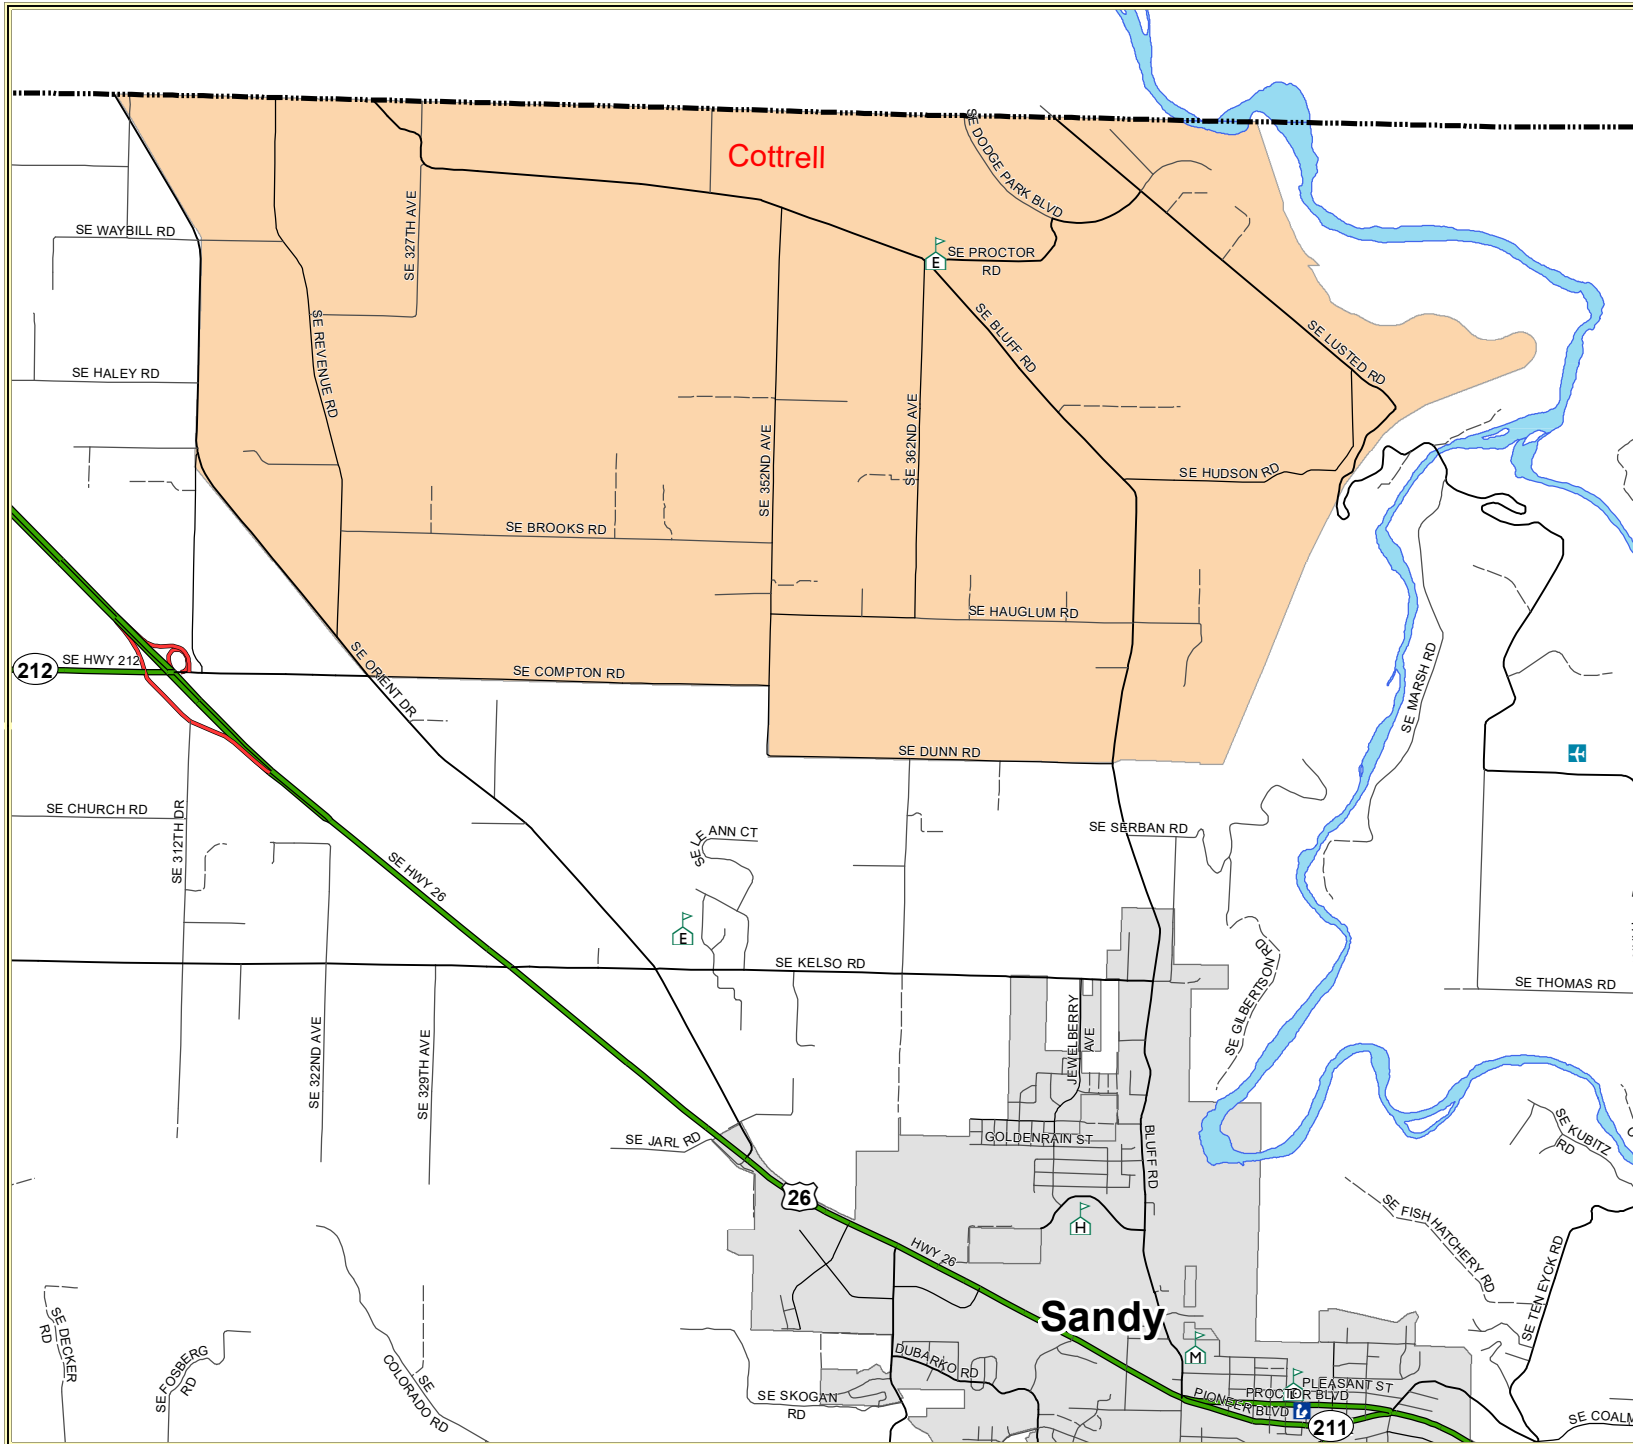 Cottrell
SE DODGE PARK BLVD
SE WAYBILL RD
SE 327TH AVE
E
SE PROCTOR
RD
SE REVENUE RD
SE BLUFF RD
SE LUSTED RD
SE HALEY RD
SE 352ND AVE
SE 362ND AVE
SE HUDSON RD
SE BROOKS RD
SE HAUGLUM RD
212
SE HWY 212
SE ORIENT DR
SE COMPTON RD
SE MARSH RD
SE DUNN RD
SE CHURCH RD
SE 312TH DR
SE HWY 26
SE LE
ANN CT
SE SERBAN RD
E
SE KELSO RD
SE GILBERTSON RD
SE THOMAS RD
SE 322ND AVE
SE 329TH AVE
JEWELBERRY
AVE
SE JARL RD
GOLDENRAIN ST
BLUFF RD
SE KUBITZ
RD
26
H
SE FISH HATCHERY RD
HWY 26
SE TEN EYCK RD
Sandy
SE DECKER
RD
SE FOSBERG
RD
SE
COLORADO RD
DUBARKO RD
M
SE SKOGAN
RD
PLEASANT ST
PROCTOR BLVD
PIONEER BLVD
211
SE COALM